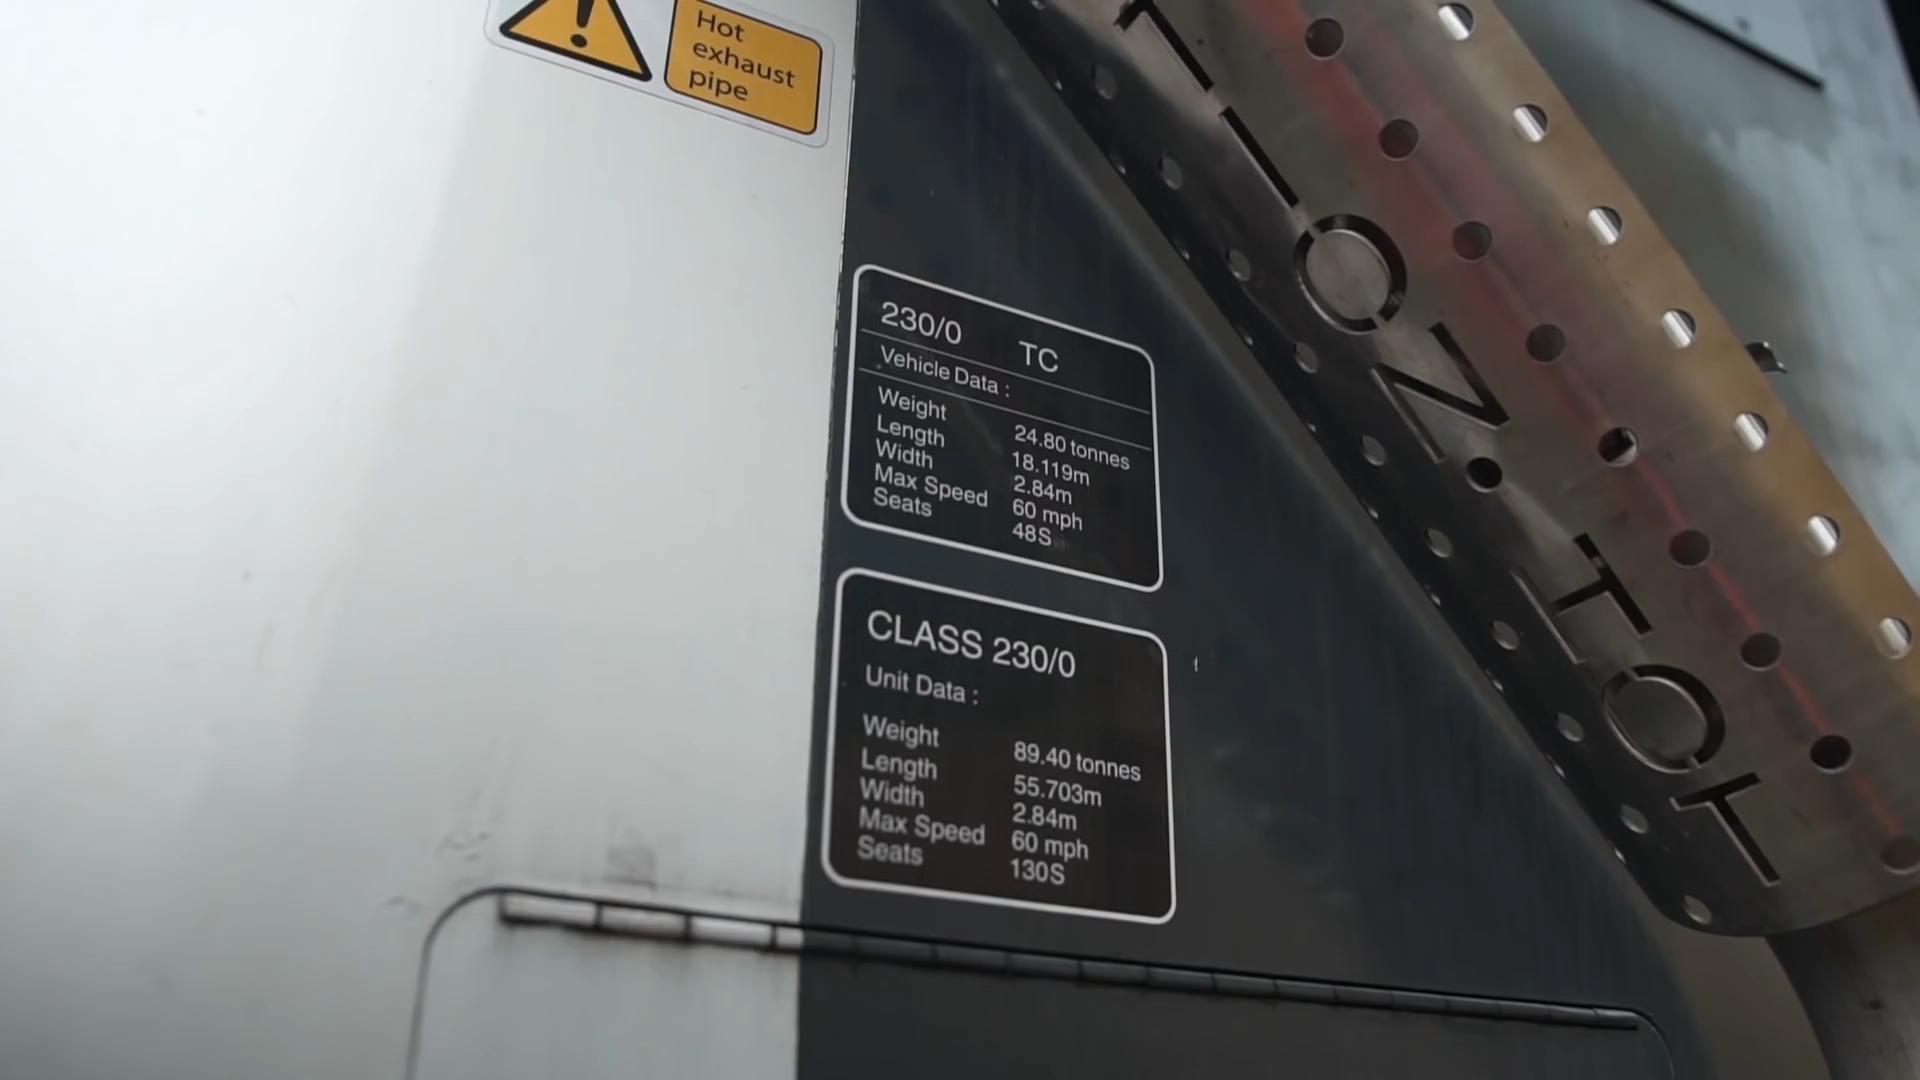 Hot
exhaust
pipe
230/0 TC
Vehicle Data :
Weight 24.80 tonnes
Length 18.119m
Width 2.84m
Max Speed 60 mph
Seats 48S
CLASS 230/0
Unit Data :
Weight 89.40 tonnes
Length 55.703m
Width 2.84m
Max Speed 60 mph
Seats 130S
HOT